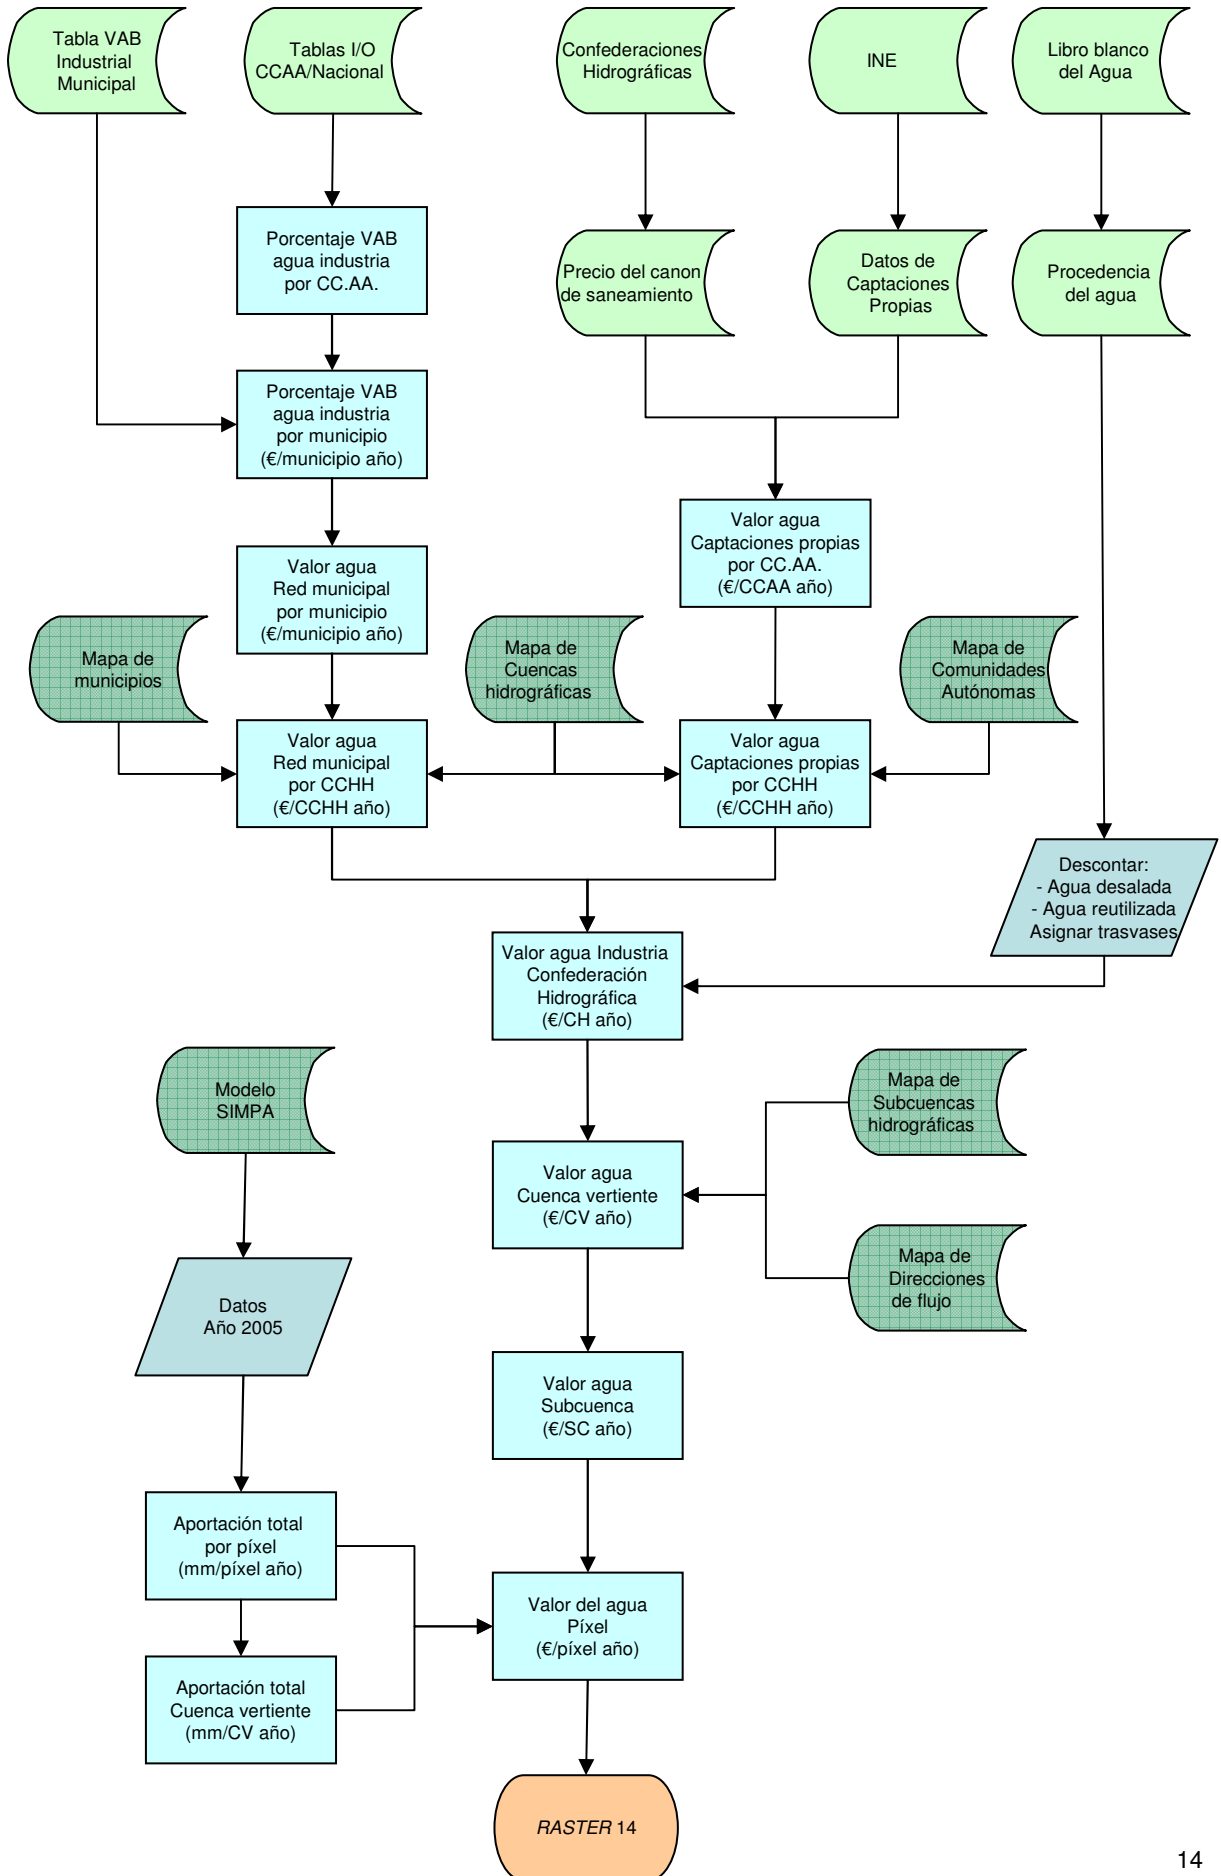 Tabla VAB
Industrial
Municipal
Tablas I/O
CCAA/Nacional
Confederaciones
Hidrográficas
INE
Libro blanco
del Agua
Porcentaje VAB
agua industria
por CC.AA.
Precio del canon
de saneamiento
Datos de
Captaciones
Propias
Procedencia
del agua
Porcentaje VAB
agua industria
por municipio
(€/municipio año)
Valor agua
Captaciones propias
por CC.AA.
(€/CCAA año)
Valor agua
Red municipal
por municipio
(€/municipio año)
Mapa de
municipios
Mapa de
Cuencas
hidrográficas
Mapa de
Comunidades
Autónomas
Valor agua
Red municipal
por CCHH
(€/CCHH año)
Valor agua
Captaciones propias
por CCHH
(€/CCHH año)
Descontar:
- Agua desalada
- Agua reutilizada
Asignar trasvases
Valor agua Industria
Confederación
Hidrográfica
(€/CH año)
Modelo
SIMPA
Mapa de
Subcuencas
hidrográficas
Valor agua
Cuenca vertiente
(€/CV año)
Mapa de
Direcciones
de flujo
Datos
Año 2005
Valor agua
Subcuenca
(€/SC año)
Aportación total
por píxel
(mm/píxel año)
Valor del agua
Píxel
(€/píxel año)
Aportación total
Cuenca vertiente
(mm/CV año)
RASTER 14
14